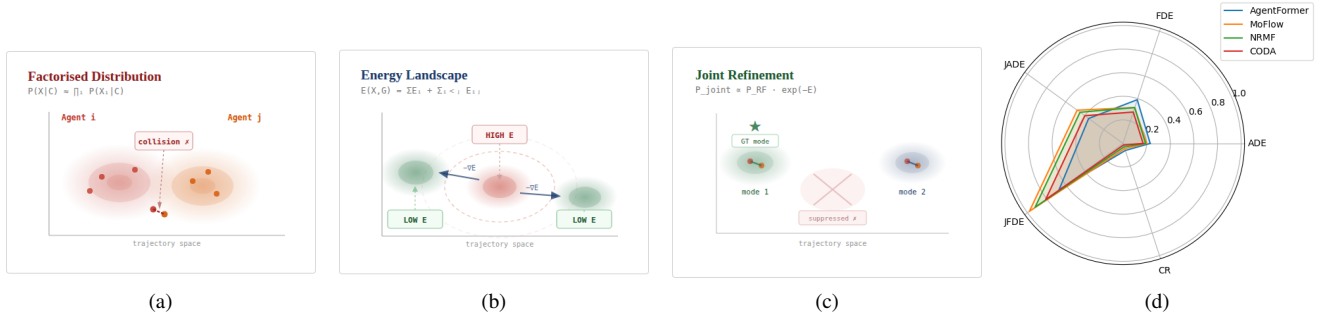 Factorised Distribution
P(X|C) ≈ ∏ᵢ P(Xᵢ|C)
Agent i
Agent j
collision ✗
trajectory space
(a)
Energy Landscape
E(X,G) = ΣEᵢ + Σᵢ<ⱼ Eᵢⱼ
HIGH E
−∇E
−∇E
LOW E
LOW E
trajectory space
(b)
Joint Refinement
P_joint ∝ P_RF · exp(−E)
★
GT mode
mode 1
mode 2
suppressed ✗
trajectory space
(c)
AgentFormer
MoFlow
NRMF
CODA
FDE
JADE
1.0
0.8
0.6
0.4
0.2
ADE
JFDE
CR
(d)